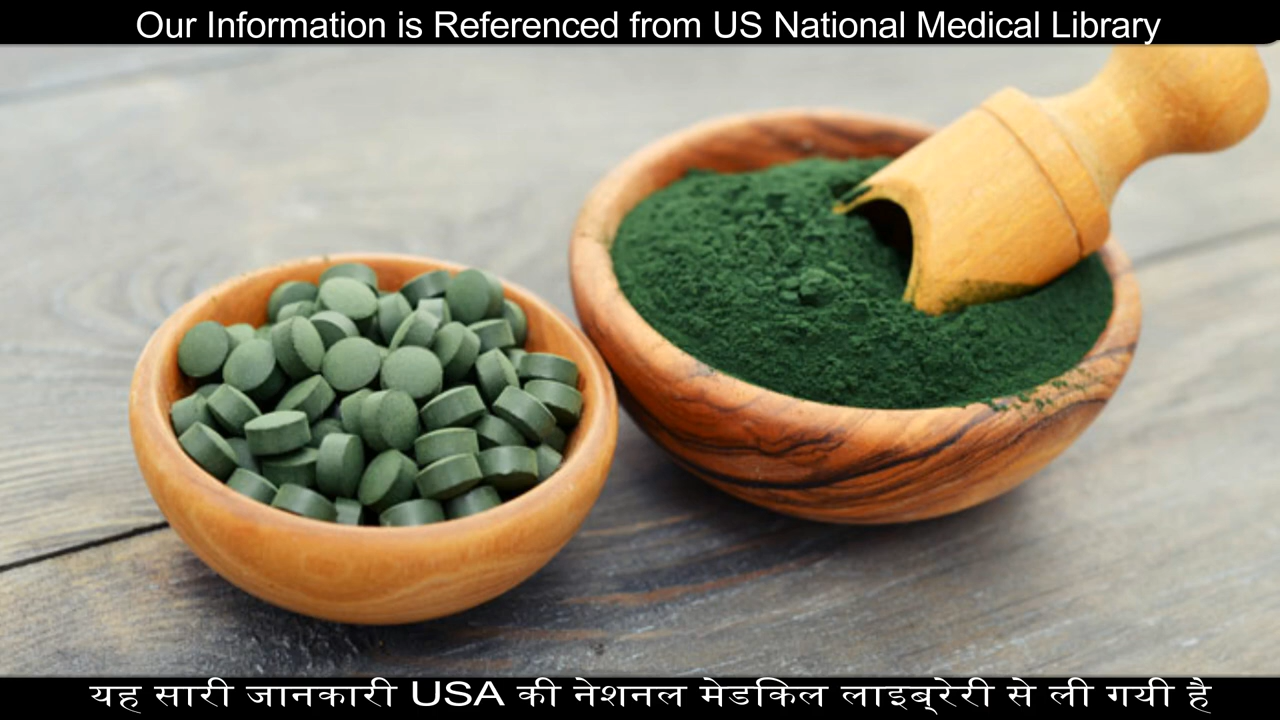 Our Information is Referenced from US National Medical Library
यह सारी जानकारी USA की नेशनल मेडकिल लाइब्रेरी से ली गयी है